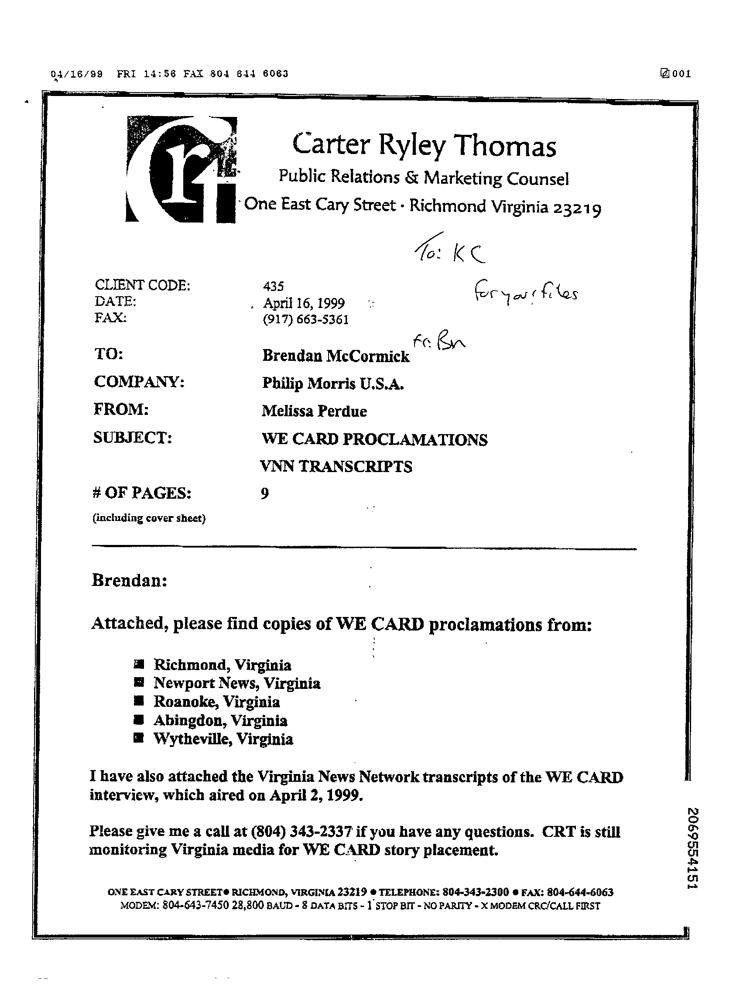 04/16/99 FRI 14:56 FAX 804 644 6063
001
Crt
Carter Ryley Thomas
Public Relations & Marketing Counsel
One East Cary Street · Richmond Virginia 23219
To: KC
For your files
CLIENT CODE: 435
DATE: April 16, 1999
FAX: (917) 663-5361
Fr: Bn
TO: Brendan McCormick
COMPANY: Philip Morris U.S.A.
FROM: Melissa Perdue
SUBJECT: WE CARD PROCLAMATIONS
VNN TRANSCRIPTS
# OF PAGES: 9
(including cover sheet)
Brendan:
Attached, please find copies of WE CARD proclamations from:
■ Richmond, Virginia
■ Newport News, Virginia
■ Roanoke, Virginia
■ Abingdon, Virginia
■ Wytheville, Virginia
I have also attached the Virginia News Network transcripts of the WE CARD
interview, which aired on April 2, 1999.
Please give me a call at (804) 343-2337 if you have any questions. CRT is still
monitoring Virginia media for WE CARD story placement.
ONE EAST CARY STREET● RICHMOND, VIRGINIA 23219 ● TELEPHONE: 804-343-2300 ● FAX: 804-644-6063
MODEM: 804-643-7450 28,800 BAUD - 8 DATA BITS - 1 STOP BIT - NO PARITY - X MODEM CRC/CALL FIRST
2069554151